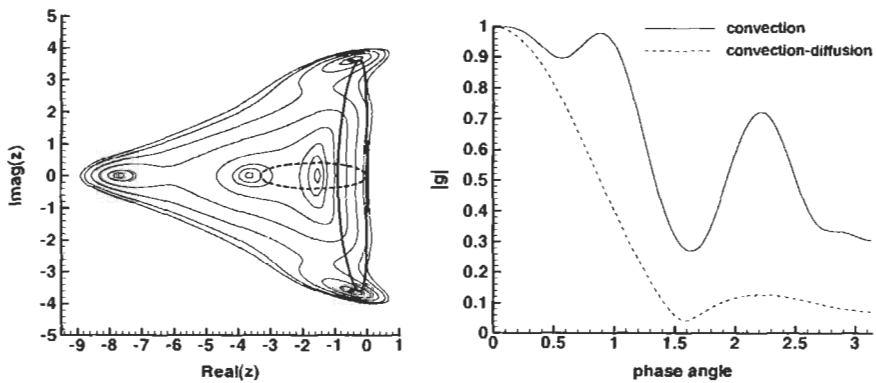 5
4
3
2
1
0
-1
-2
-3
-4
-5
Imag(z)
-9 -8 -7 -6 -5 -4 -3 -2 -1 0 1
Real(z)
1
0.9
0.8
0.7
0.6
0.5
0.4
0.3
0.2
0.1
0
|g|
convection
convection-diffusion
0 0.5 1 1.5 2 2.5 3
phase angle